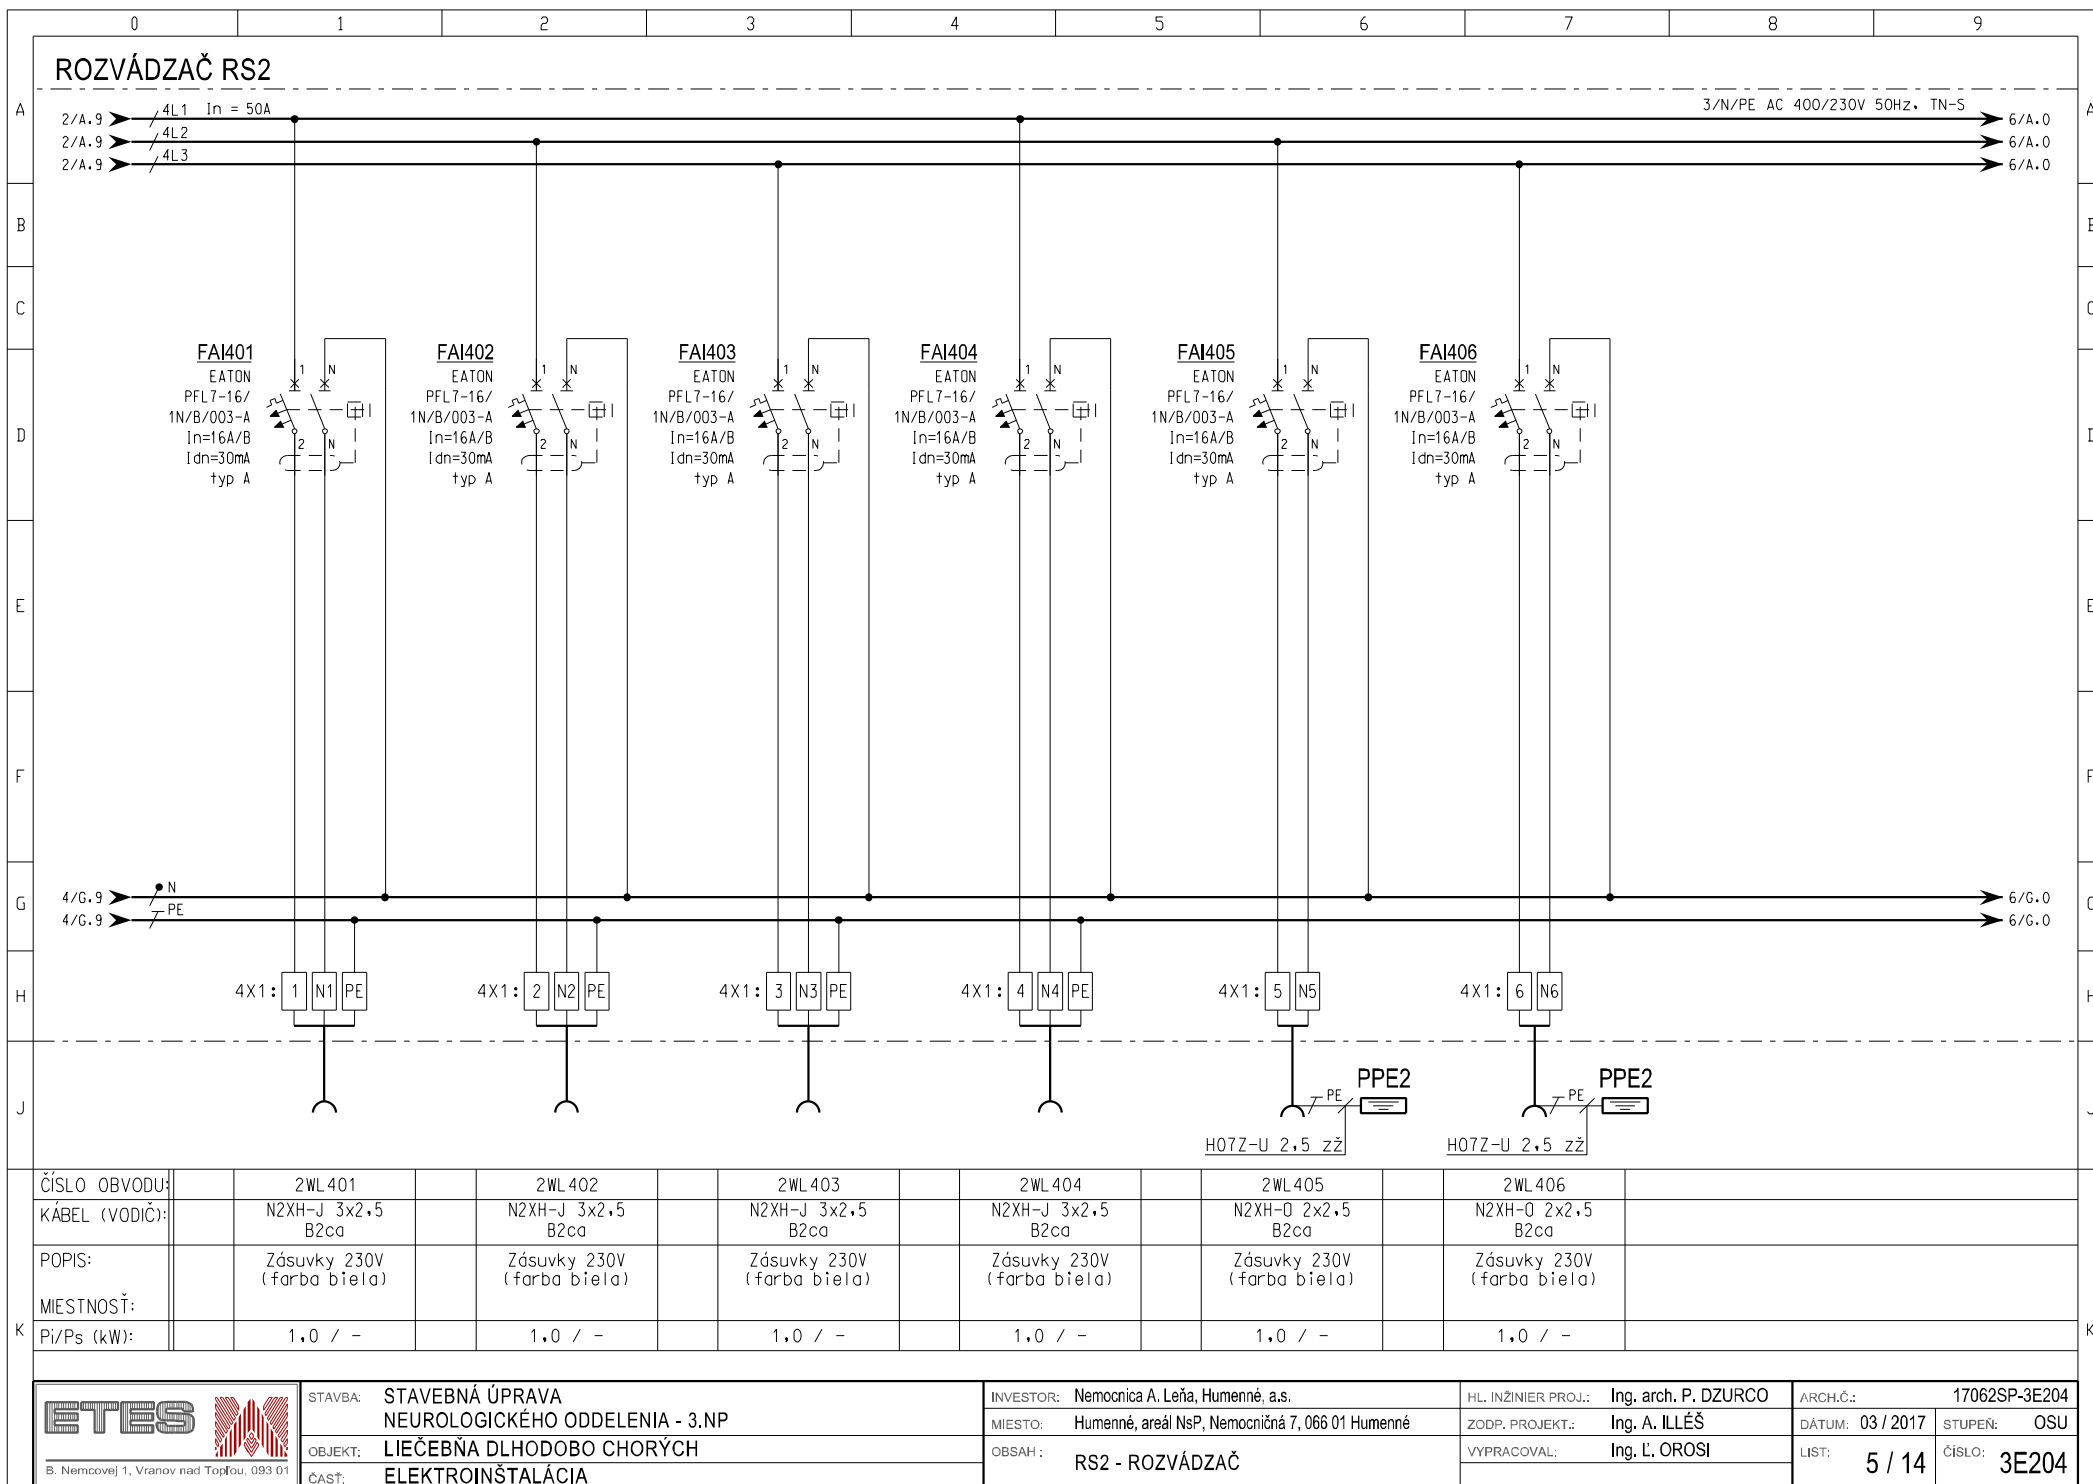 0 1 2 3 4 5 6 7 8 9
ROZVÁDZAČ RS2
A
2/A.9 4L1 In = 50A 3/N/PE AC 400/230V 50Hz, TN-S 6/A.0
2/A.9 4L2 6/A.0
2/A.9 4L3 6/A.0
B
C
FAI401 FAI402 FAI403 FAI404 FAI405 FAI406
1 N 1 N 1 N 1 N 1 N 1 N
EATON EATON EATON EATON EATON EATON
PFL7-16/ PFL7-16/ PFL7-16/ PFL7-16/ PFL7-16/ PFL7-16/
1N/B/003-A 1N/B/003-A 1N/B/003-A 1N/B/003-A 1N/B/003-A 1N/B/003-A
D In=16A/B In=16A/B In=16A/B In=16A/B In=16A/B In=16A/B
2 N 2 N 2 N 2 N 2 N 2 N
Idn=30mA Idn=30mA Idn=30mA Idn=30mA Idn=30mA Idn=30mA
typ A typ A typ A typ A typ A typ A
E E
F F
N
4/G.9 6/G.0
G PE
4/G.9 6/G.0
H 4X1: 1 N1 PE 4X1: 2 N2 PE 4X1: 3 N3 PE 4X1: 4 N4 PE 4X1: 5 N5 4X1: 6 N6 H
PPE2 PPE2
J PE PE
H07Z-U 2,5 zž H07Z-U 2,5 zž
ČÍSLO OBVODU: 2WL401 2WL402 2WL403 2WL404 2WL405 2WL406
KÁBEL (VODIČ): N2XH-J 3x2,5 N2XH-J 3x2,5 N2XH-J 3x2,5 N2XH-J 3x2,5 N2XH-O 2x2,5 N2XH-O 2x2,5
B2ca B2ca B2ca B2ca B2ca B2ca
POPIS: Zásuvky 230V Zásuvky 230V Zásuvky 230V Zásuvky 230V Zásuvky 230V Zásuvky 230V
(farba biela) (farba biela) (farba biela) (farba biela) (farba biela) (farba biela)
MIESTNOSŤ:
K Pi/Ps (kW): 1,0 / - 1,0 / - 1,0 / - 1,0 / - 1,0 / - 1,0 / - K
ETES
B. Nemcovej 1, Vranov nad Topľou, 093 01
STAVBA: STAVEBNÁ ÚPRAVA
NEUROLOGICKÉHO ODDELENIA - 3.NP
OBJEKT: LIEČEBŇA DLHODOBO CHORÝCH
ČASŤ: ELEKTROINŠTALÁCIA
INVESTOR: Nemocnica A. Leňa, Humenné, a.s.
MIESTO: Humenné, areál NsP, Nemocničná 7, 066 01 Humenné
OBSAH : RS2 - ROZVÁDZAČ
HL. INŽINIER PROJ.: Ing. arch. P. DZURCO
ZODP. PROJEKT.: Ing. A. ILLÉŠ
VYPRACOVAL: Ing. Ľ. OROSI
ARCH.Č.: 17062SP-3E204
DÁTUM: 03 / 2017 STUPEŇ: OSU
LIST: 5 / 14 ČÍSLO: 3E204